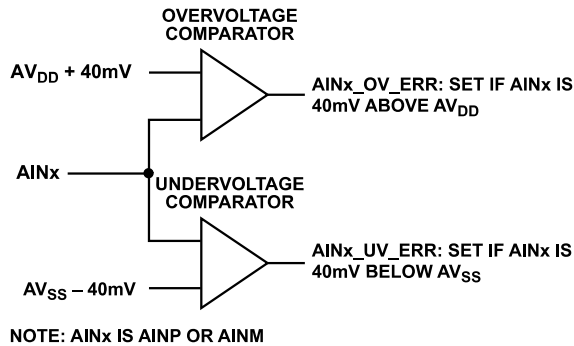 OVERVOLTAGE
COMPARATOR
AVDD + 40mV
AINx_OV_ERR: SET IF AINx IS
40mV ABOVE AVDD
AINx
UNDERVOLTAGE
COMPARATOR
AINx_UV_ERR: SET IF AINx IS
40mV BELOW AVSS
AVSS – 40mV
NOTE: AINx IS AINP OR AINM